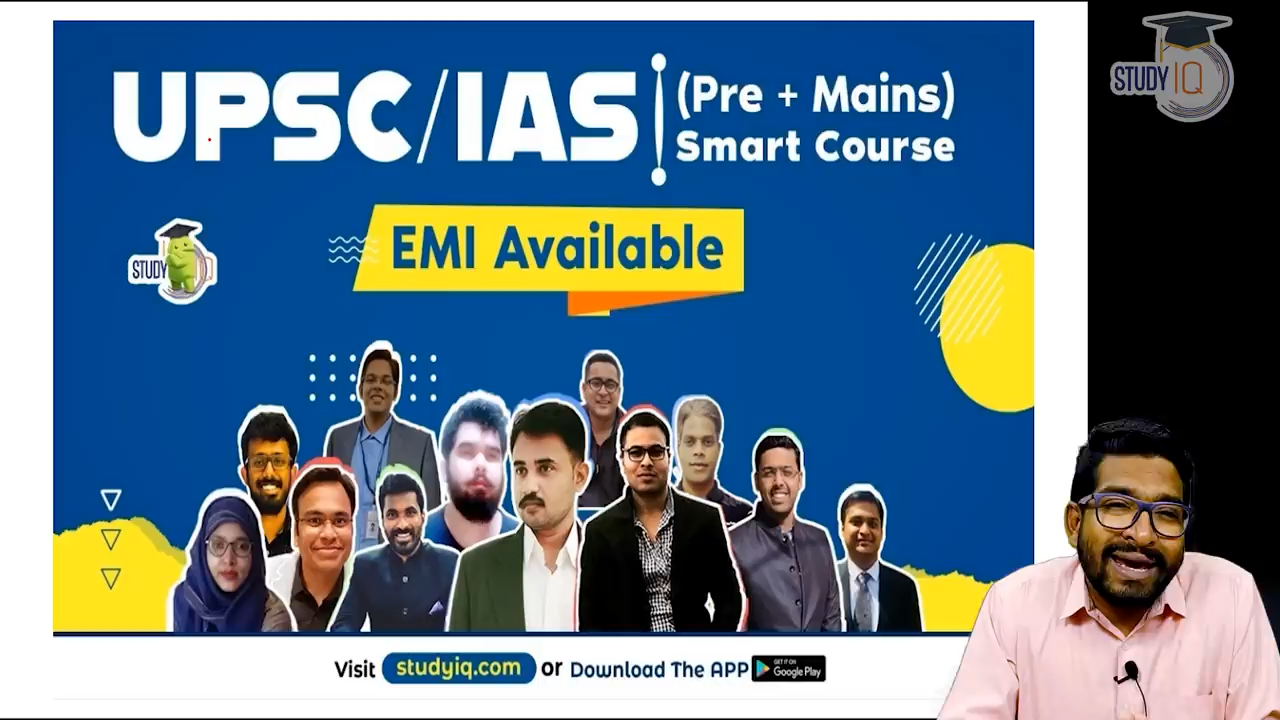 UPSC/IAS (Pre + Mains)
Smart Course
EMI Available
STUDY IQ
STUDY IQ
Visit studyiq.com or Download The APP GET IT ON Google Play